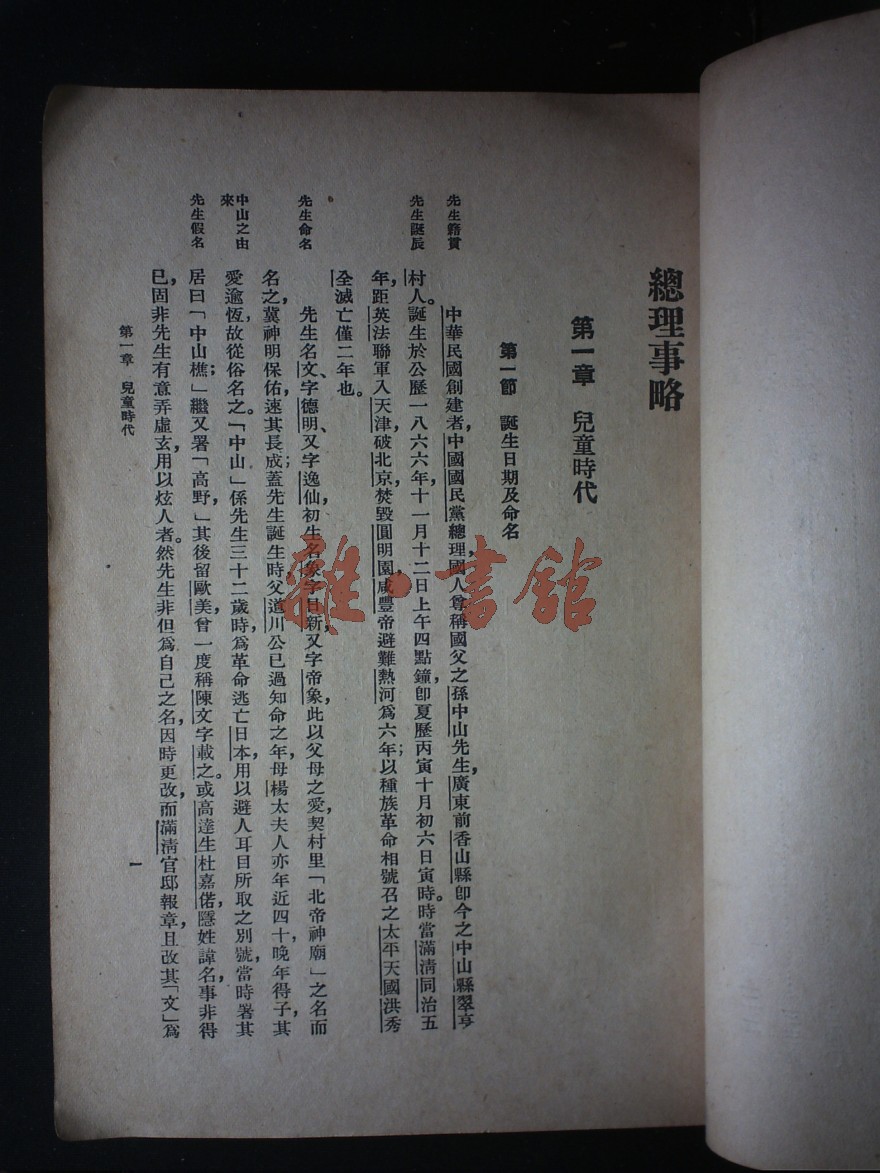 總理事略
第一章　兒童時代
第一節　誕生日期及命名
先生籍貫
中華民國創建者，中國國民黨總理，國人尊稱國父之孫中山先生，廣東前香山縣卽今之中山縣翠亨
先生誕辰
村人。誕生於公歷一八六六年十一月十二日上午四點鐘，卽夏歷丙寅十月初六日寅時。時當滿清同治五
年，距英法聯軍入天津，破北京，焚毀圓明園，咸豐帝避難熱河爲六年；以種族革命相號召之太平天國洪秀
全滅亡僅二年也。
先生命名
先生名文、字德明、又字逸仙，初生名象字日新，又字帝象，此以父母之愛，契村里「北帝神廟」之名而
名之，冀神明保佑，速其長成；蓋先生誕生時，父道川公已過知命之年，母楊太夫人亦年近四十，晚年得子，其
中山之由來
愛逾恆，故從俗名之。「中山」係先生三十二歲時，爲革命逃亡日本，用以避人耳目所取之別號，當時署其
先生假名
居曰「中山樵」；繼又署「高野，」其後留歐美，曾一度稱陳文字載之。或高達生杜嘉偌，隱姓諱名，事非得
已，固非先生有意弄虛玄，用以炫人者。然先生非但爲自己之名，因時更改，而滿清官邸報章，且改其「文」爲
第一章　兒童時代
一
雜·書館